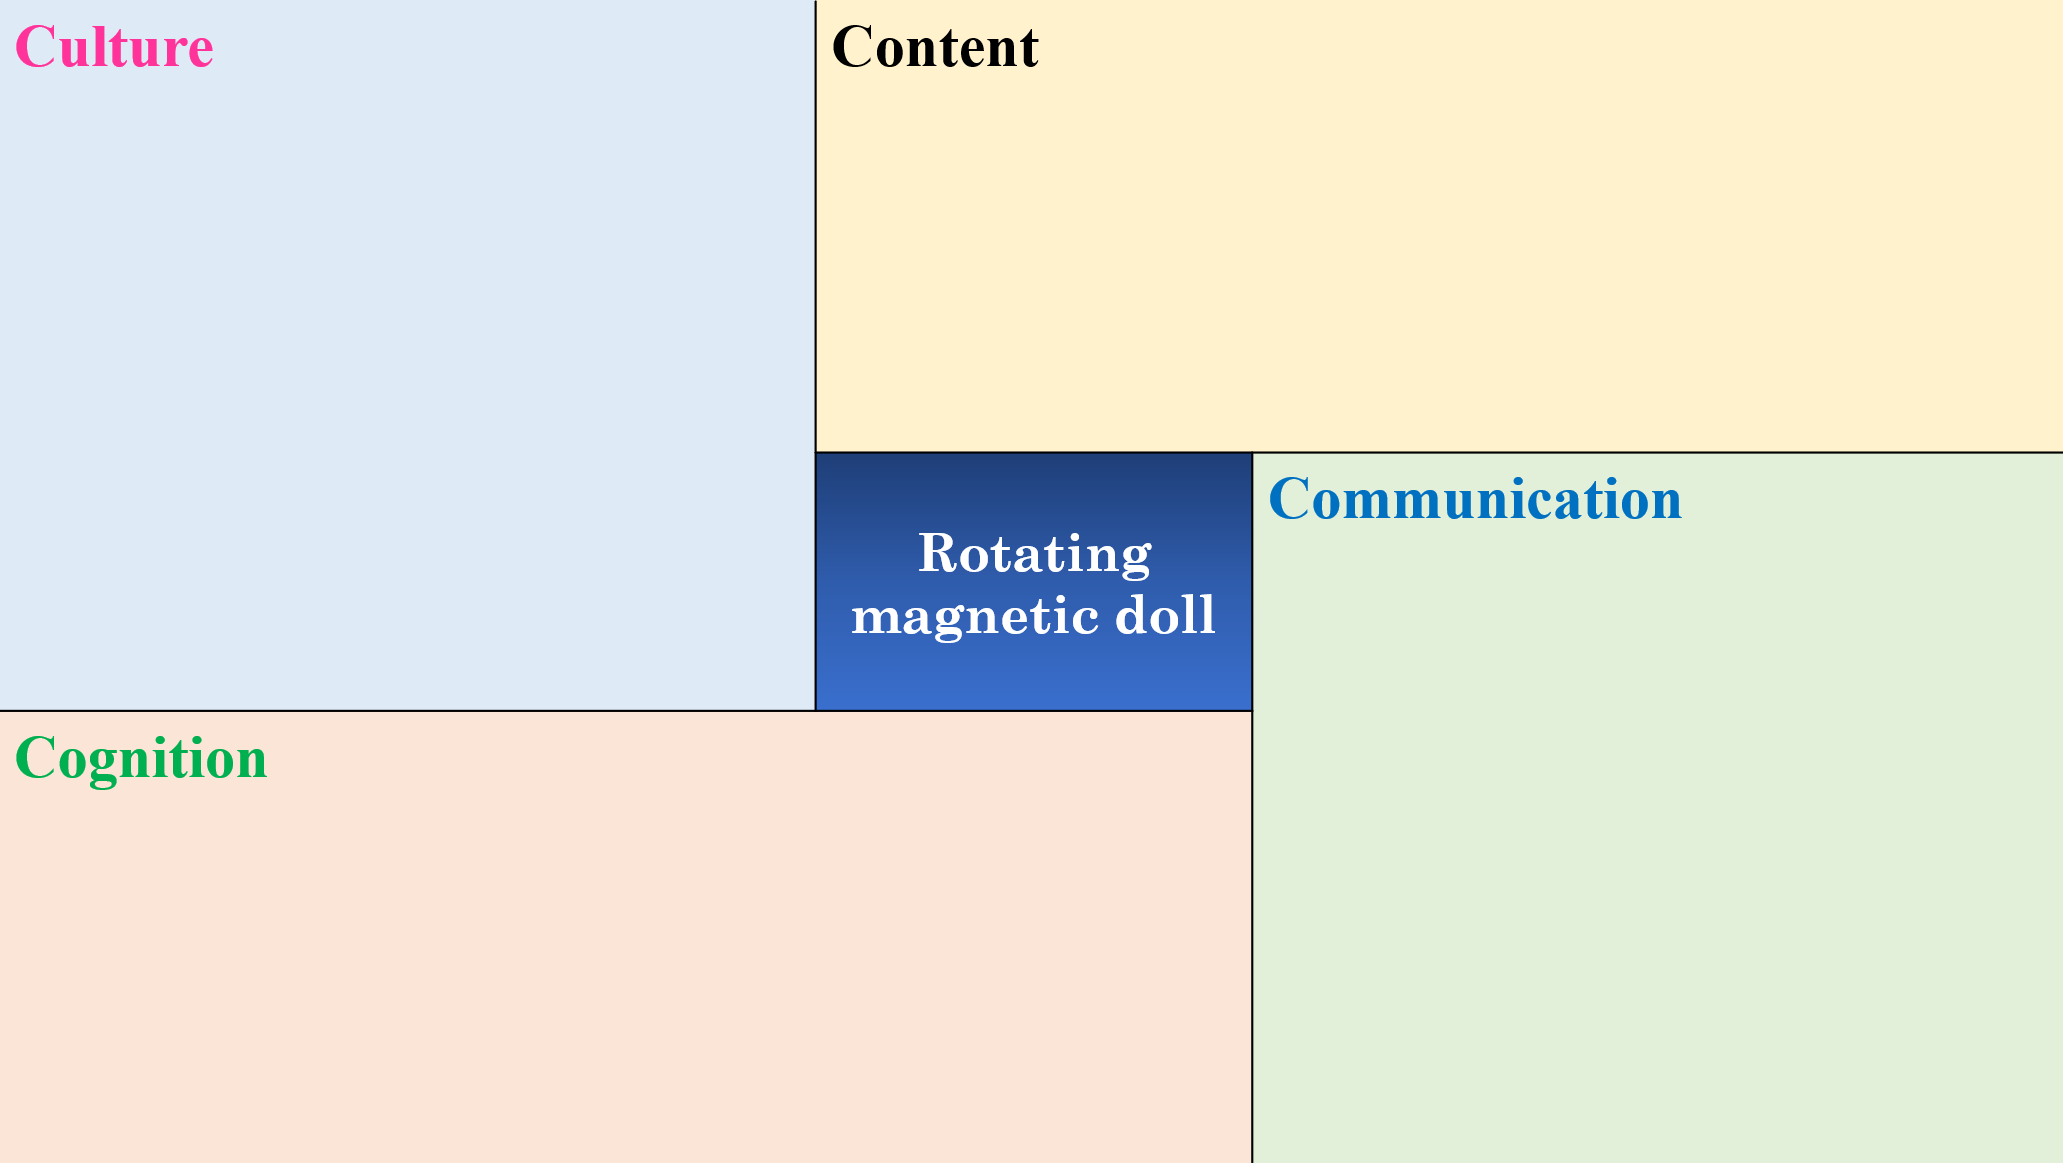 Culture
Content
Rotating
magnetic doll
Communication
Cognition